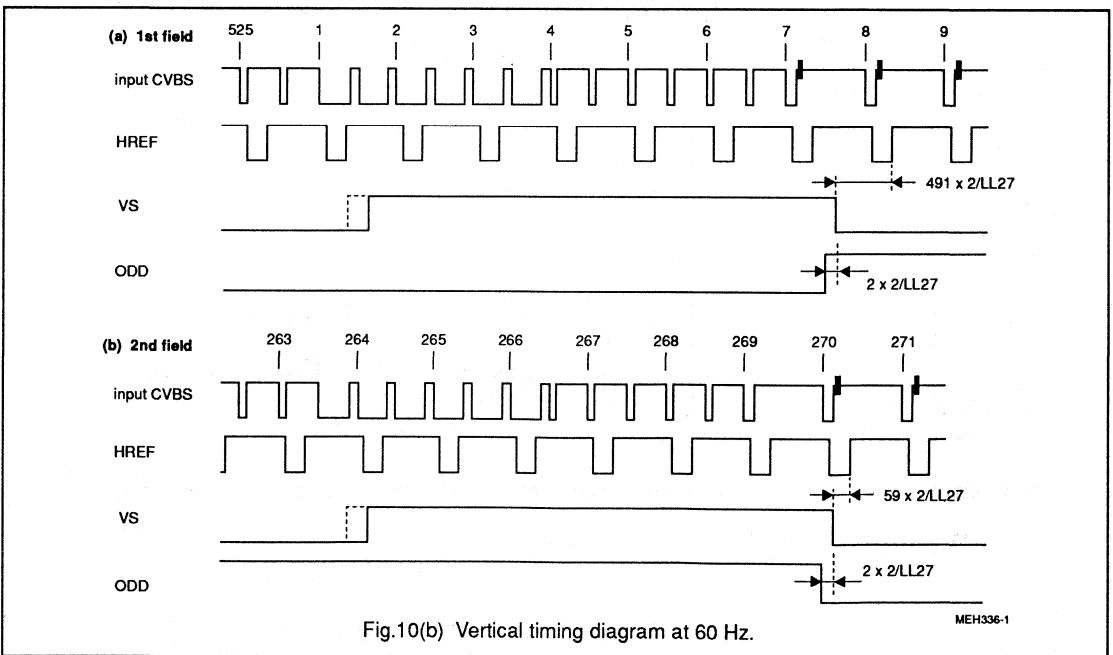 (a) 1st field 525 1 2 3 4 5 6 7 8 9
input CVBS
HREF
491 x 2/LL27
VS
ODD
2 x 2/LL27
(b) 2nd field 263 264 265 266 267 268 269 270 271
input CVBS
HREF
59 x 2/LL27
VS
2 x 2/LL27
ODD
MEH336-1
Fig.10(b) Vertical timing diagram at 60 Hz.